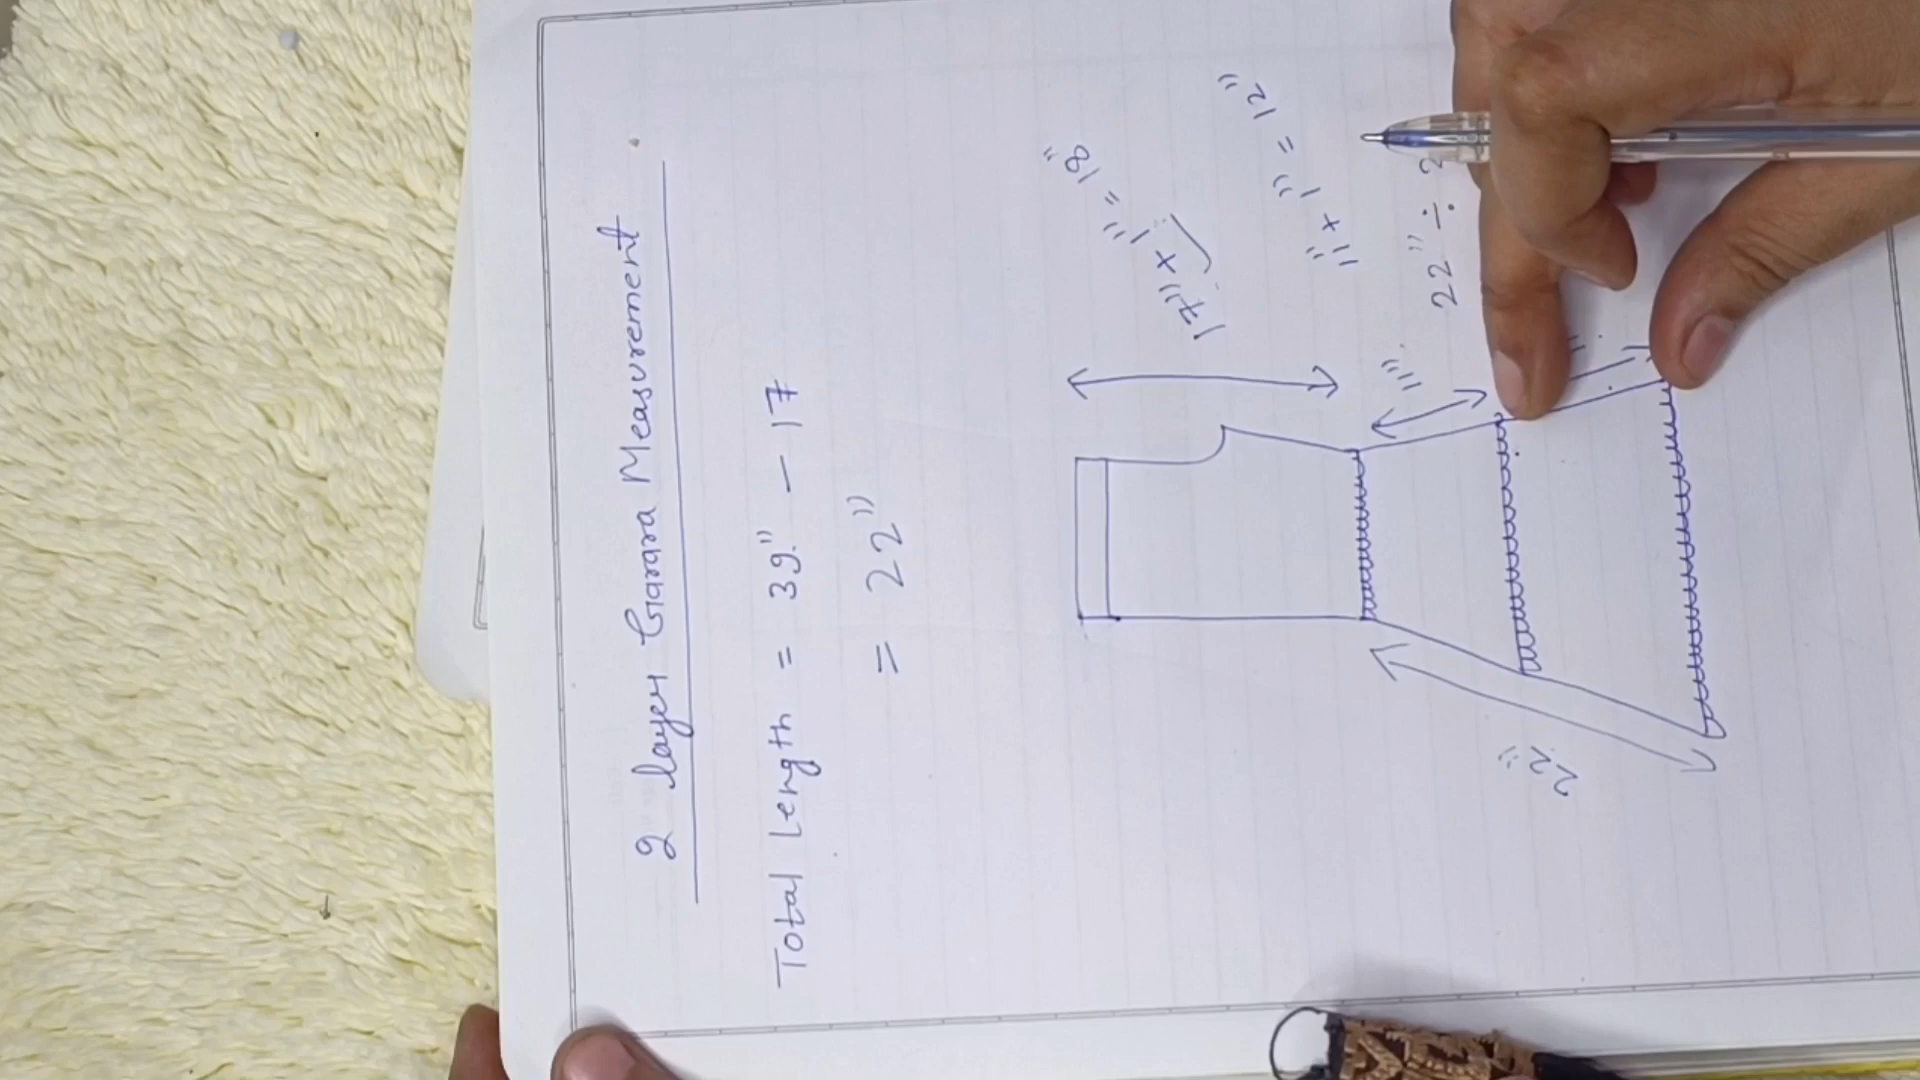 2 layer Garara Measurement
Total Length = 39" - 17
= 22"
17" + 1" = 18"
11" + 1" = 12"
11"
22" ÷ 2
22"